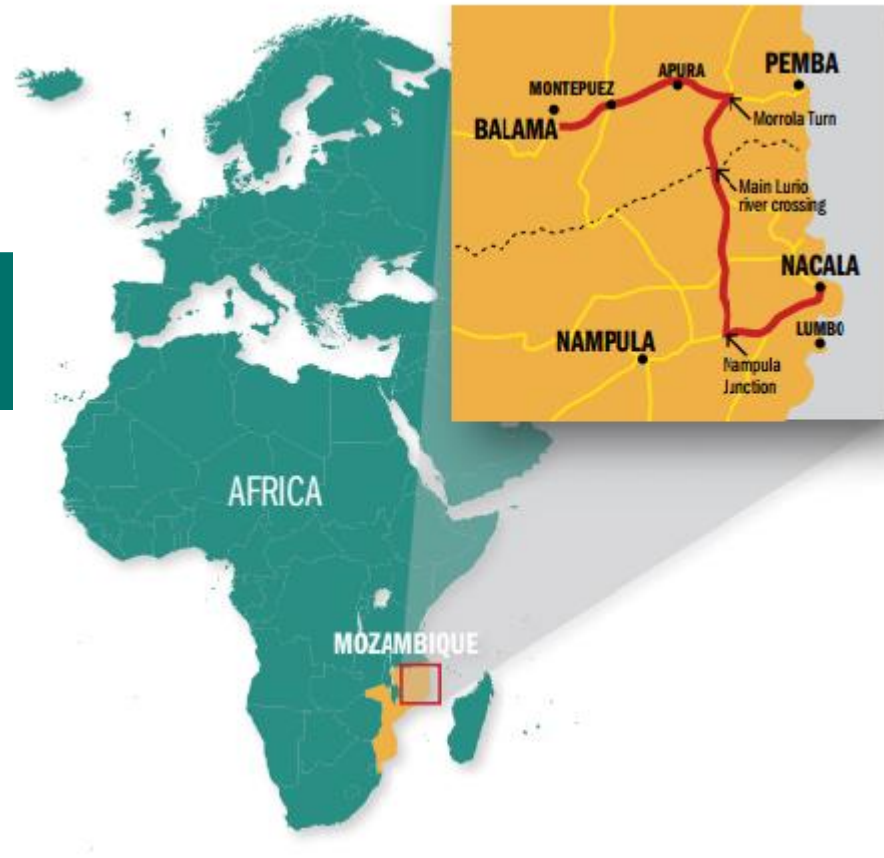 PEMBA
APURA
MONTEPUEZ
BALAMA
Morrola Turn
Main Lurio
river crossing
NACALA
LUMBO
NAMPULA
Nampula
Junction
AFRICA
MOZAMBIQUE